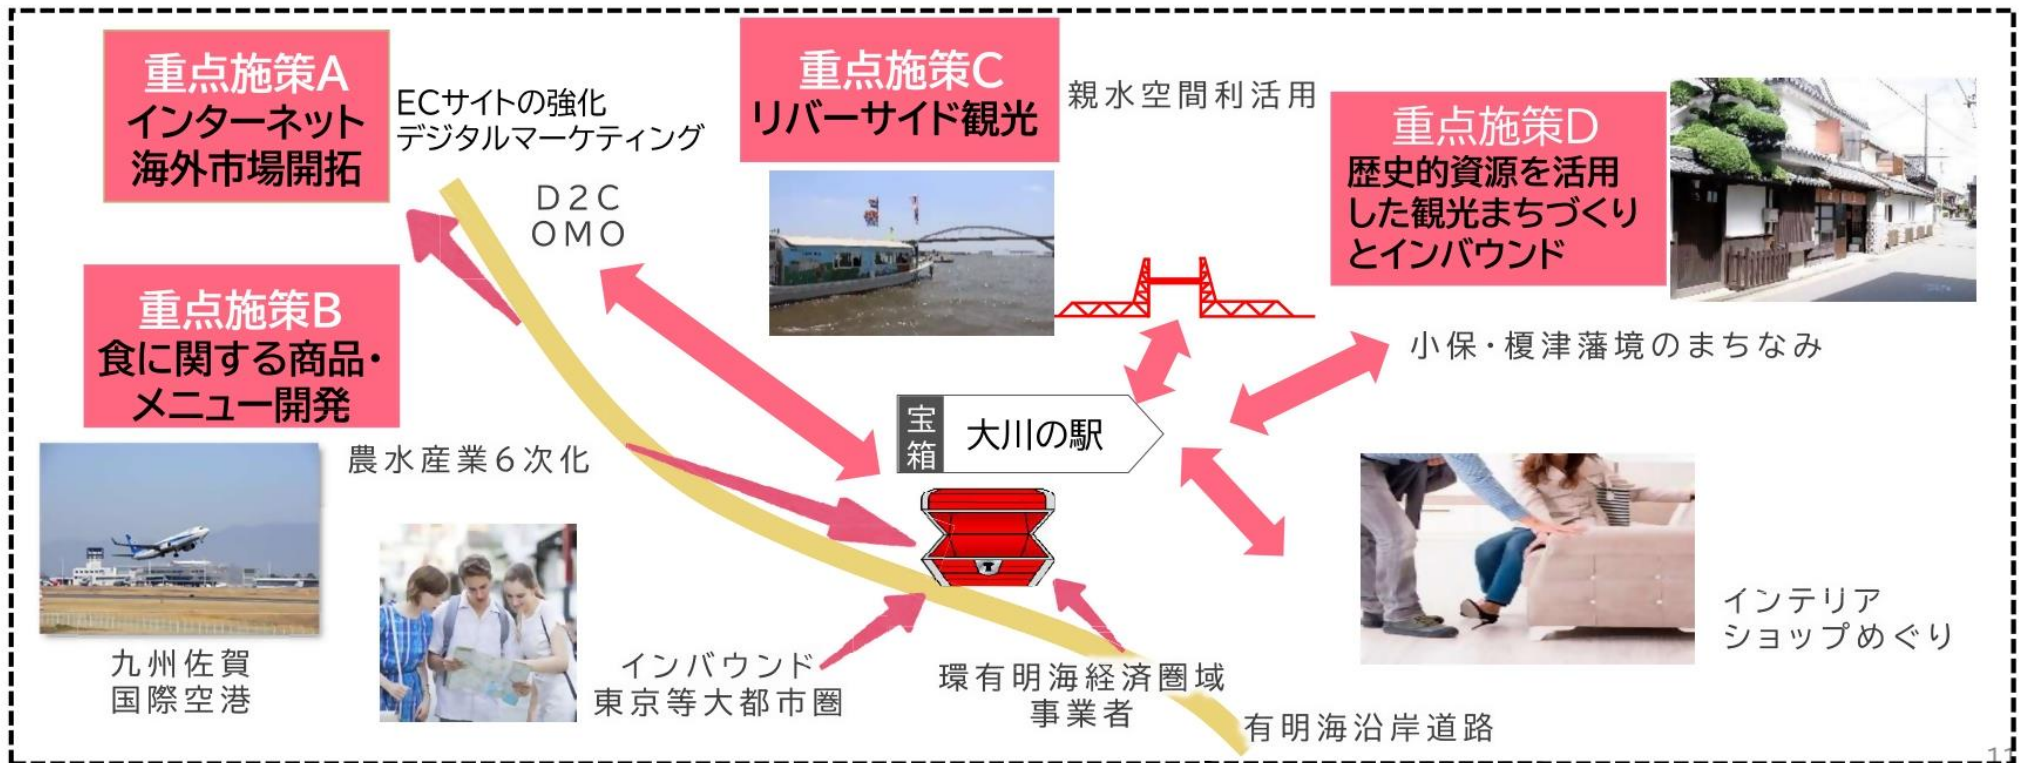 重点施策A
インターネット
海外市場開拓
ECサイトの強化
デジタルマーケティング
D2C
OMO
重点施策C
リバーサイド観光
親水空間利活用
重点施策D
歴史的資源を活用
した観光まちづくり
とインバウンド
小保・榎津藩境のまちなみ
重点施策B
食に関する商品・
メニュー開発
農水産業6次化
宝箱
大川の駅
九州佐賀
国際空港
インバウンド
東京等大都市圏
環有明海経済圏域
事業者
有明海沿岸道路
インテリア
ショップめぐり
11